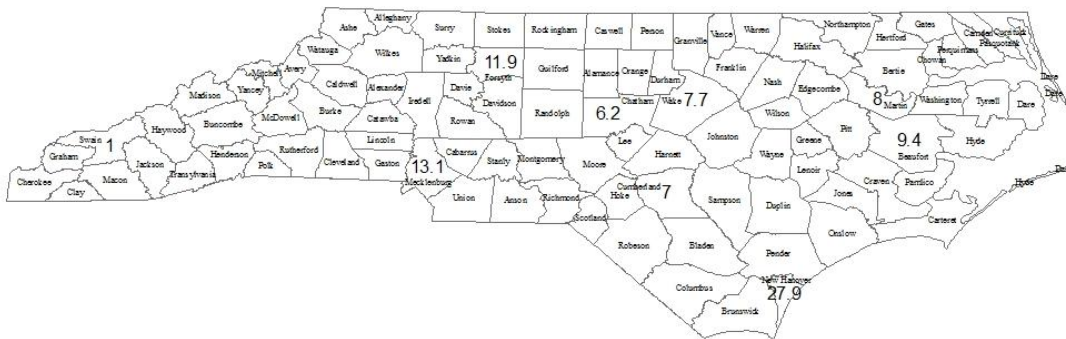 Ashe Alleghany Surry Stokes Rockingham Caswell Person Granville Vance Warren Northampton Gates Camden Currituck
Hertford Pasquotank
Watauga Wilkes Yadkin 11.9 Halifax Perquimans
Forsyth Guilford Alamance Orange Durham Franklin Bertie Chowan
Mitchell Avery Caldwell Alexander Davie Nash Edgecombe Dare
Madison Yancey Iredell Davidson Chatham Wake 7.7 8 Martin Washington Tyrrell Dare Dare
McDowell Burke Catawba Rowan Randolph 6.2 Wilson
Haywood Buncombe Pitt 9.4
Swain 1 Lincoln Lee Johnston Greene Hyde
Graham Jackson Henderson Rutherford Cabarrus Stanly Montgomery Moore Harnett Wayne Beaufort
Transylvania Polk Cleveland Gaston 13.1 Lenoir
Cherokee Macon Mecklenburg Cumberland 7 Craven Pamlico Hyde
Clay Union Anson Richmond Hoke Sampson Duplin Jones
Scotland Carteret
Robeson Bladen Onslow
Pender
New Hanover
Columbus 27.9
Brunswick